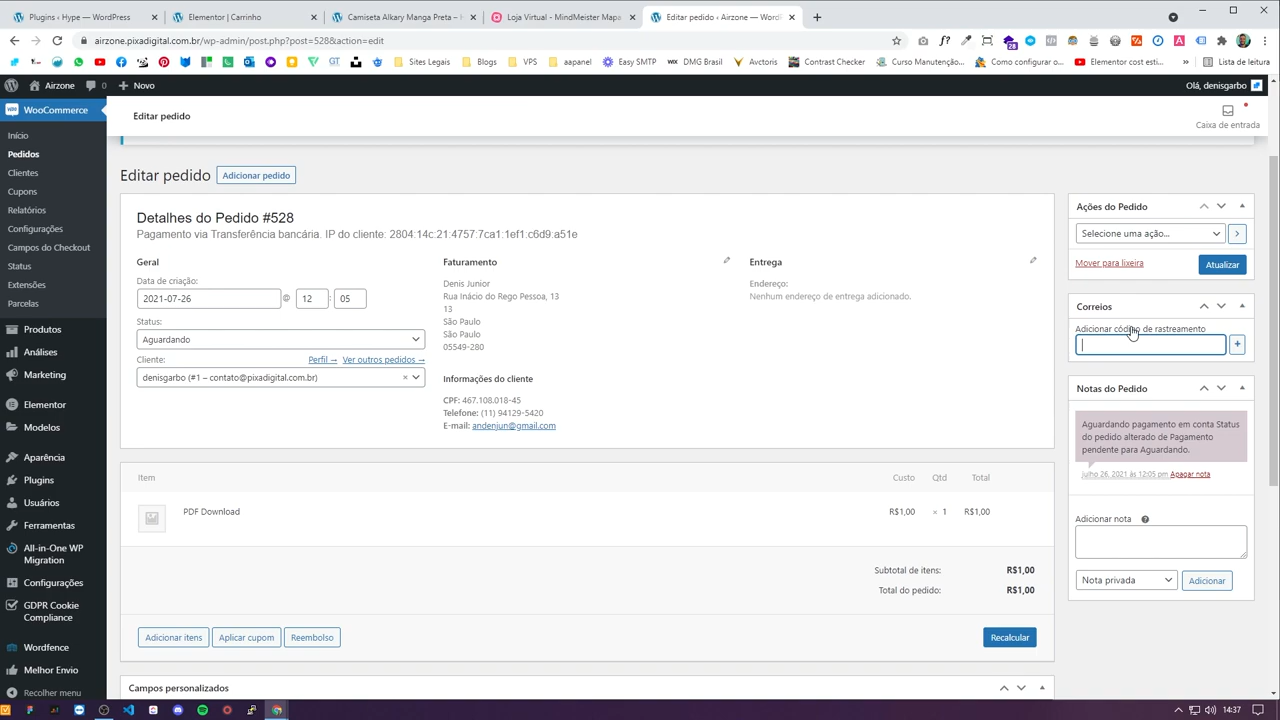 Plugins ‹ Hype — WordPress
Elementor | Carrinho
Camiseta Alkary Manga Preta –
Loja Virtual - MindMeister Mapa
Editar pedido ‹ Airzone — Word
airzone.pixadigital.com.br/wp-admin/post.php?post=528&action=edit
28
Sites Legais
Blogs
VPS
aapanel
Easy SMTP
DMG Brasil
Avctoris
Contrast Checker
Curso Manutenção...
Como configurar o...
Elementor cost esti...
Lista de leitura
Airzone
0
Novo
Olá, denisgarbo
WooCommerce
Início
Pedidos
Clientes
Cupons
Relatórios
Configurações
Campos do Checkout
Status
Extensões
Parcelas
Produtos
Análises
Marketing
Elementor
Modelos
Aparência
Plugins
Usuários
Ferramentas
All-in-One WP
Migration
Configurações
GDPR Cookie
Compliance
Wordfence
Melhor Envio
Recolher menu
Editar pedido
Caixa de entrada
Editar pedido
Adicionar pedido
Detalhes do Pedido #528
Pagamento via Transferência bancária. IP do cliente: 2804:14c:21:4757:7ca1:1ef1:c6d9:a51e
Geral
Data de criação:
2021-07-26 @ 12 : 05
Status:
Aguardando
Cliente:
Perfil →
Ver outros pedidos →
denisgarbo (#1 – contato@pixadigital.com.br)
Faturamento
Denis Junior
Rua Inácio do Rego Pessoa, 13
13
São Paulo
São Paulo
05549-280
Informações do cliente
CPF: 467.108.018-45
Telefone: (11) 94129-5420
E-mail: andenjun@gmail.com
Entrega
Endereço:
Nenhum endereço de entrega adicionado.
Item
Custo
Qtd
Total
PDF Download
R$1,00
× 1
R$1,00
Subtotal de itens:
R$1,00
Total do pedido:
R$1,00
Adicionar itens
Aplicar cupom
Reembolso
Recalcular
Campos personalizados
Ações do Pedido
Selecione uma ação...
Mover para lixeira
Atualizar
Correios
Adicionar código de rastreamento
+
Notas do Pedido
Aguardando pagamento em conta Status
do pedido alterado de Pagamento
pendente para Aguardando.
julho 26, 2021 às 12:05 pm Apagar nota
Adicionar nota
Nota privada
Adicionar
14:37